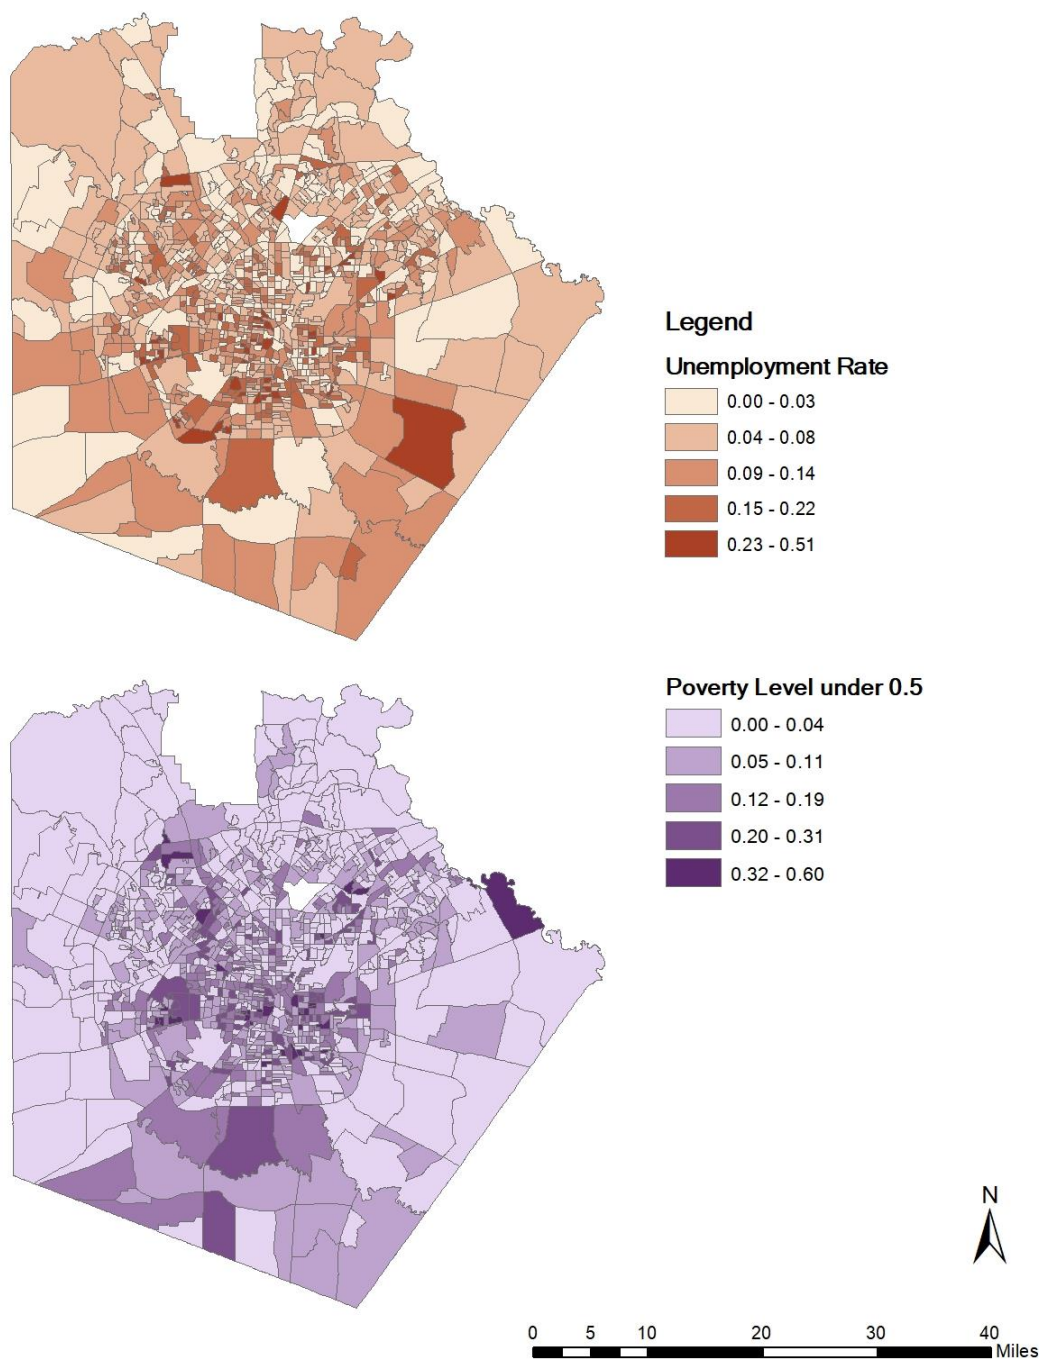 Legend
Unemployment Rate
0.00 - 0.03
0.04 - 0.08
0.09 - 0.14
0.15 - 0.22
0.23 - 0.51
Poverty Level under 0.5
0.00 - 0.04
0.05 - 0.11
0.12 - 0.19
0.20 - 0.31
0.32 - 0.60
N
0 5 10 20 30 40
Miles